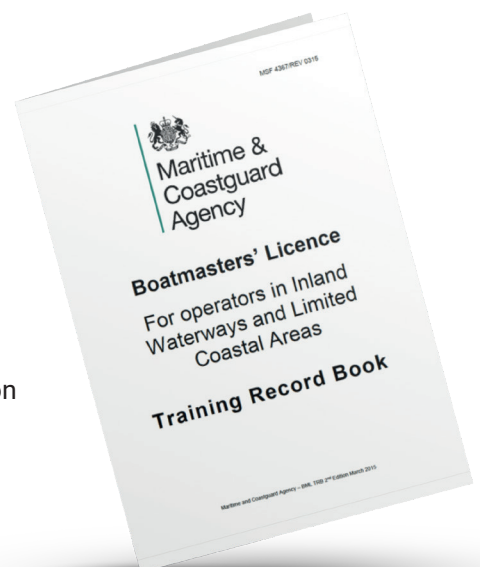 MSF 4367/REV 0316
Maritime &
Coastguard
Agency
Boatmasters' Licence
For operators in Inland
Waterways and Limited
Coastal Areas
on
Training Record Book
Maritime and Coastguard Agency – BML TRB 2nd Edition March 2015